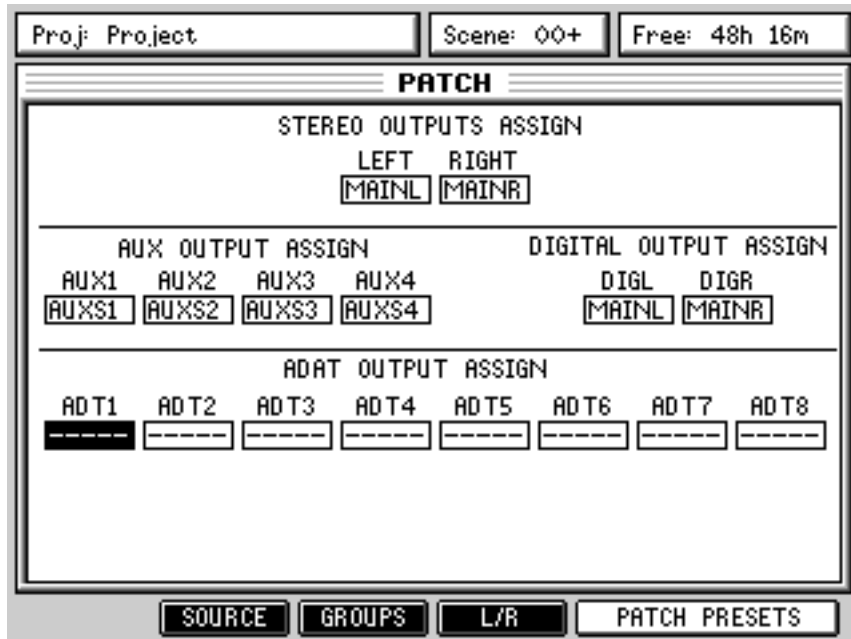 Proj: Project Scene: 00+ Free: 48h 16m
PATCH
STEREO OUTPUTS ASSIGN
LEFT RIGHT
MAINL MAINR
AUX OUTPUT ASSIGN DIGITAL OUTPUT ASSIGN
AUX1 AUX2 AUX3 AUX4 DIGL DIGR
AUXS1 AUXS2 AUXS3 AUXS4 MAINL MAINR
ADAT OUTPUT ASSIGN
ADT1 ADT2 ADT3 ADT4 ADT5 ADT6 ADT7 ADT8
----- ----- ----- ----- ----- ----- ----- -----
SOURCE GROUPS L/R PATCH PRESETS